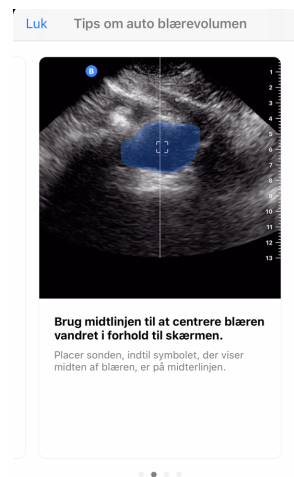 Luk
Tips om auto blærevolumen
B
1
2
3
4
5
6
7
8
9
10
11
12
13
Brug midtlinjen til at centrere blæren
vandret i forhold til skærmen.
Placer sonden, indtil symbolet, der viser
midten af blæren, er på midterlinjen.